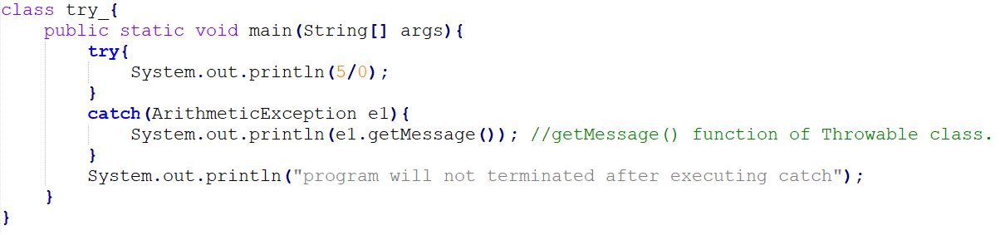 class try_{
public static void main(String[] args){
try{
System.out.println(5/0);
}
catch(ArithmeticException e1){
System.out.println(e1.getMessage()); //getMessage() function of Throwable class.
}
System.out.println("program will not terminated after executing catch");
}
}